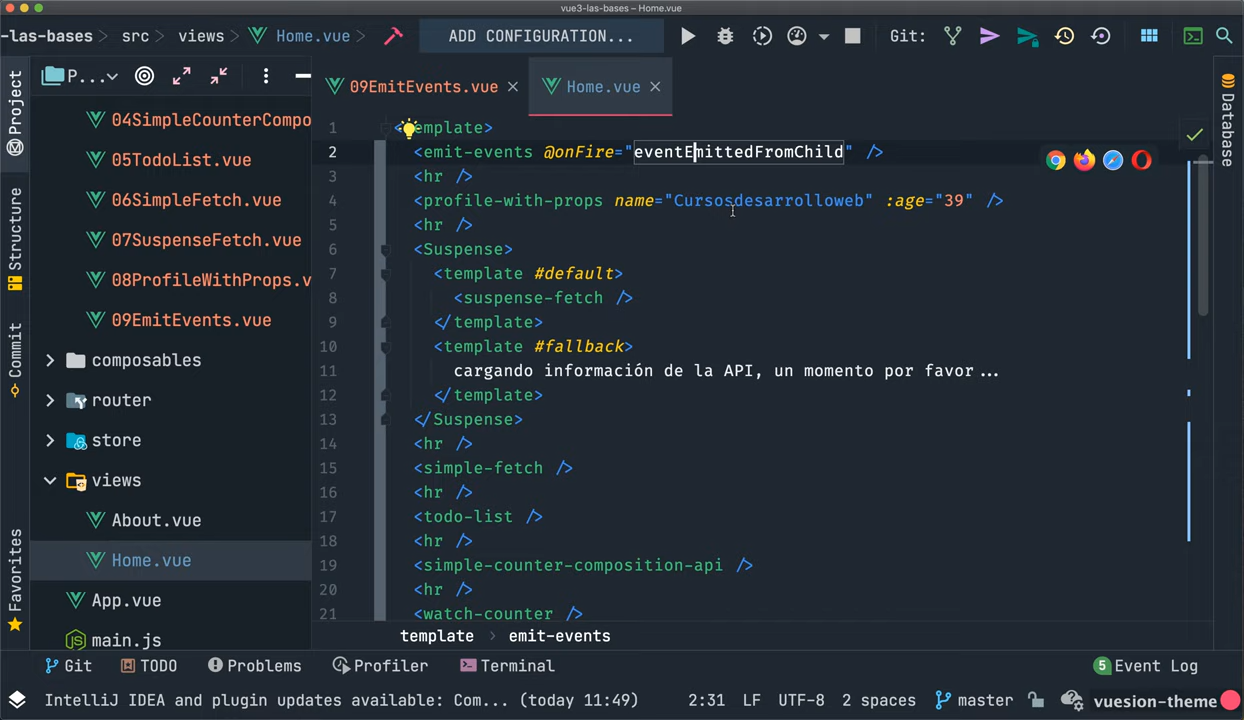 vue3-las-bases – Home.vue
-las-bases src views Home.vue ADD CONFIGURATION... Git:
Project
P...
09EmitEvents.vue Home.vue
Database
04SimpleCounterCompo
05TodoList.vue
06SimpleFetch.vue
07SuspenseFetch.vue
08ProfileWithProps.v
09EmitEvents.vue
composables
router
store
views
About.vue
Home.vue
App.vue
main.js
Structure
Commit
Favorites
1 <template>
2 <emit-events @onFire="eventEmittedFromChild" />
3 <hr />
4 <profile-with-props name="Cursosdesarrolloweb" :age="39" />
5 <hr />
6 <Suspense>
7 <template #default>
8 <suspense-fetch />
9 </template>
10 <template #fallback>
11 cargando información de la API, un momento por favor...
12 </template>
13 </Suspense>
14 <hr />
15 <simple-fetch />
16 <hr />
17 <todo-list />
18 <hr />
19 <simple-counter-composition-api />
20 <hr />
21 <watch-counter />
template emit-events
Git TODO Problems Profiler Terminal 5 Event Log
IntelliJ IDEA and plugin updates available: Com... (today 11:49) 2:31 LF UTF-8 2 spaces master vuesion-theme